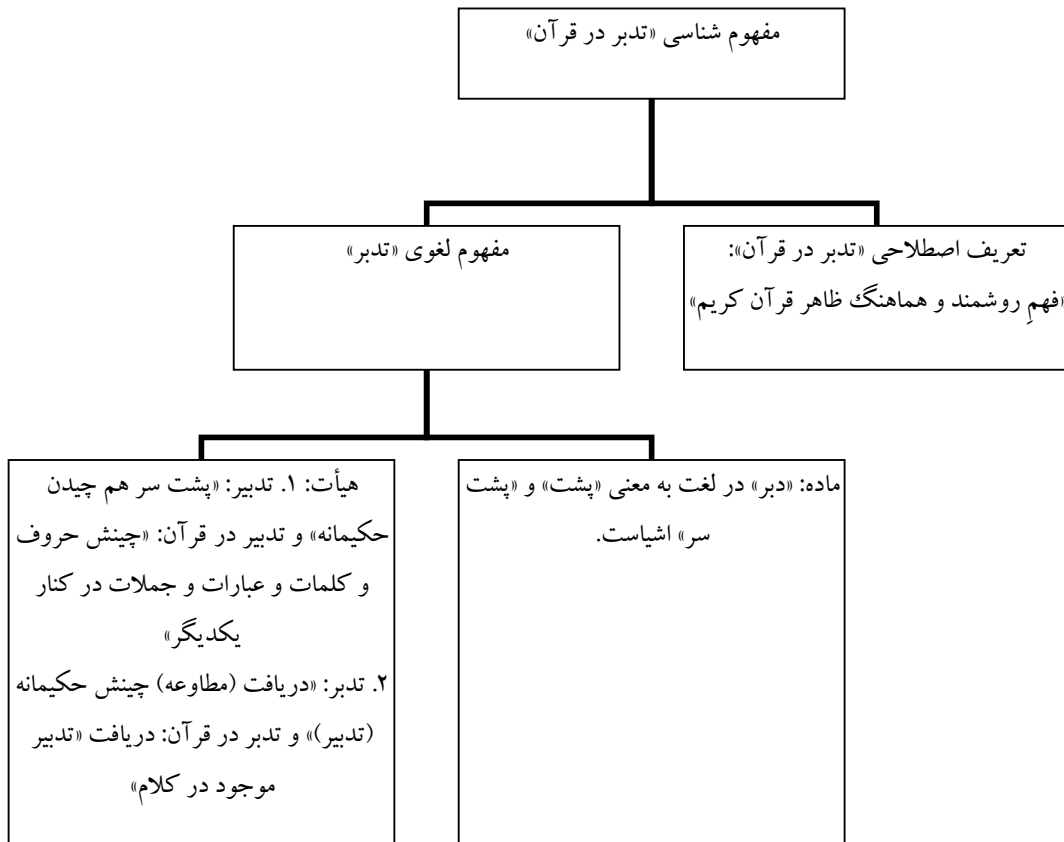 مفهوم شناسی «تدبر در قرآن»
تعریف اصطلاحی «تدبر در قرآن»:
«فهمِ روشمند و هماهنگ ظاهر قرآن کریم»
مفهوم لغوی «تدبر»
ماده: «دبر» در لغت به معنی «پشت» و «پشت
سر» اشیاست.
هیأت: ۱. تدبیر: «پشت سر هم چیدن
حکیمانه» و تدبیر در قرآن: «چینش حروف
و کلمات و عبارات و جملات در کنار
یکدیگر»
۲. تدبر: «دریافت (مطاوعه) چینش حکیمانه
(تدبیر)» و تدبر در قرآن: دریافت «تدبیر
موجود در کلام»